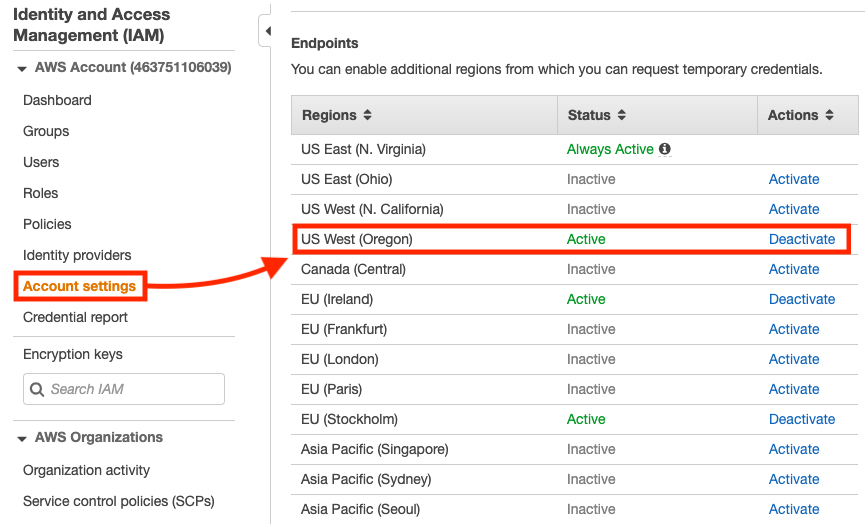 Identity and Access
Management (IAM)
AWS Account (463751106039)
Dashboard
Groups
Users
Roles
Policies
Identity providers
Account settings
Credential report
Encryption keys
Search IAM
AWS Organizations
Organization activity
Service control policies (SCPs)
Endpoints
You can enable additional regions from which you can request temporary credentials.
Regions Status Actions
US East (N. Virginia) Always Active
US East (Ohio) Inactive Activate
US West (N. California) Inactive Activate
US West (Oregon) Active Deactivate
Canada (Central) Inactive Activate
EU (Ireland) Active Deactivate
EU (Frankfurt) Inactive Activate
EU (London) Inactive Activate
EU (Paris) Inactive Activate
EU (Stockholm) Active Deactivate
Asia Pacific (Singapore) Inactive Activate
Asia Pacific (Sydney) Inactive Activate
Asia Pacific (Seoul) Inactive Activate